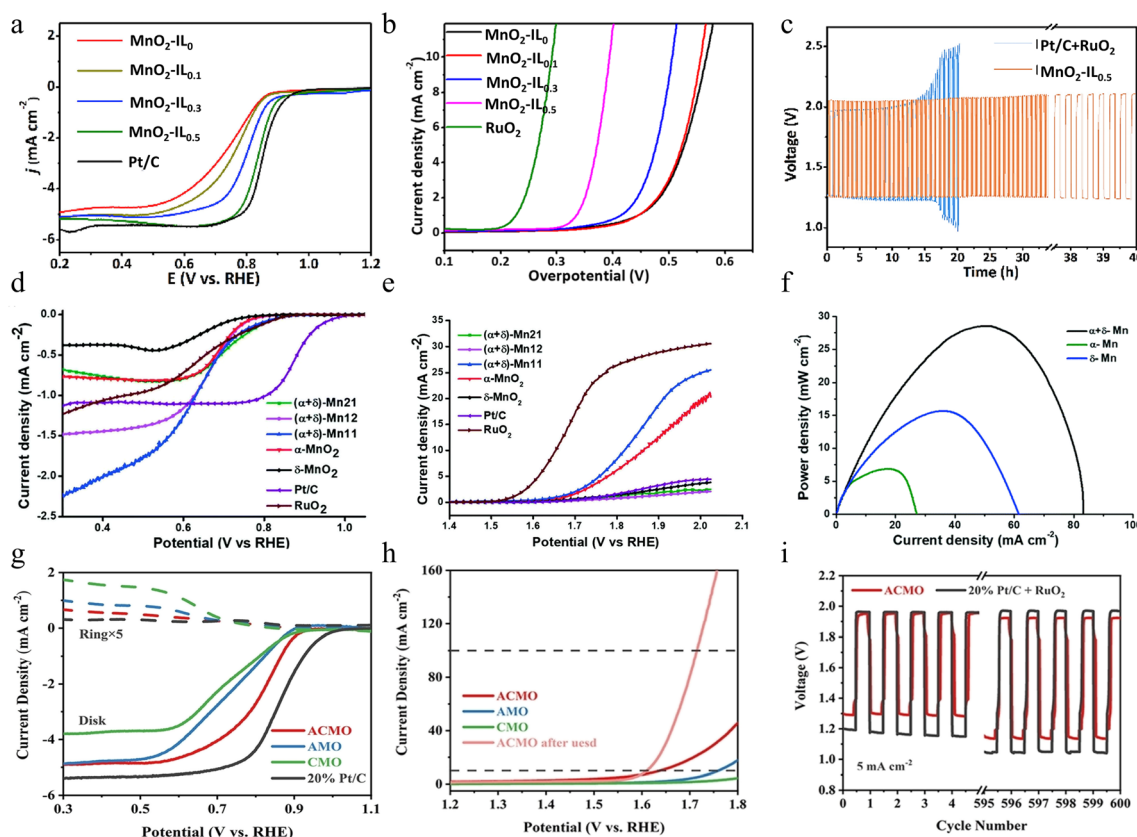 a
2
0
-2
-4
-6
j (mA cm-2)
MnO2-IL0
MnO2-IL0.1
MnO2-IL0.3
MnO2-IL0.5
Pt/C
0.2 0.4 0.6 0.8 1.0 1.2
E (V vs. RHE)
b
10
8
6
4
2
0
Current density (mA cm-2)
MnO2-IL0
MnO2-IL0.1
MnO2-IL0.3
MnO2-IL0.5
RuO2
0.1 0.2 0.3 0.4 0.5 0.6
Overpotential (V)
c
2.5
2.0
1.5
1.0
Voltage (V)
Pt/C+RuO2
MnO2-IL0.5
0 3 6 9 12 15 18 21 24 27 30 33 38 39 40
Time (h)
d
0.0
-0.5
-1.0
-1.5
-2.0
-2.5
Current density (mA cm-2)
(α+δ)-Mn21
(α+δ)-Mn12
(α+δ)-Mn11
α-MnO2
δ-MnO2
Pt/C
RuO2
0.4 0.6 0.8 1.0
Potential (V vs RHE)
e
35
30
25
20
15
10
5
0
Current density (mA cm-2)
(α+δ)-Mn21
(α+δ)-Mn12
(α+δ)-Mn11
α-MnO2
δ-MnO2
Pt/C
RuO2
1.4 1.5 1.6 1.7 1.8 1.9 2.0 2.1
Potential (V vs RHE)
f
30
25
20
15
10
5
0
Power density (mW cm-2)
α+δ- Mn
α-Mn
δ-Mn
0 20 40 60 80 100
Current density (mA cm-2)
g
2
0
-2
-4
-6
Current Density (mA cm-2)
Ring×5
Disk
ACMO
AMO
CMO
20% Pt/C
0.3 0.5 0.7 0.9 1.1
Potential (V vs. RHE)
h
160
120
80
40
0
Current Density (mA cm-2)
ACMO
AMO
CMO
ACMO after uesd
1.2 1.3 1.4 1.5 1.6 1.7 1.8
Potential (V vs. RHE)
i
2.2
2.0
1.8
1.6
1.4
1.2
1.0
0.8
Voltage (V)
ACMO 20% Pt/C + RuO2
5 mA cm-2
0 1 2 3 4 595 596 597 598 599 600
Cycle Number